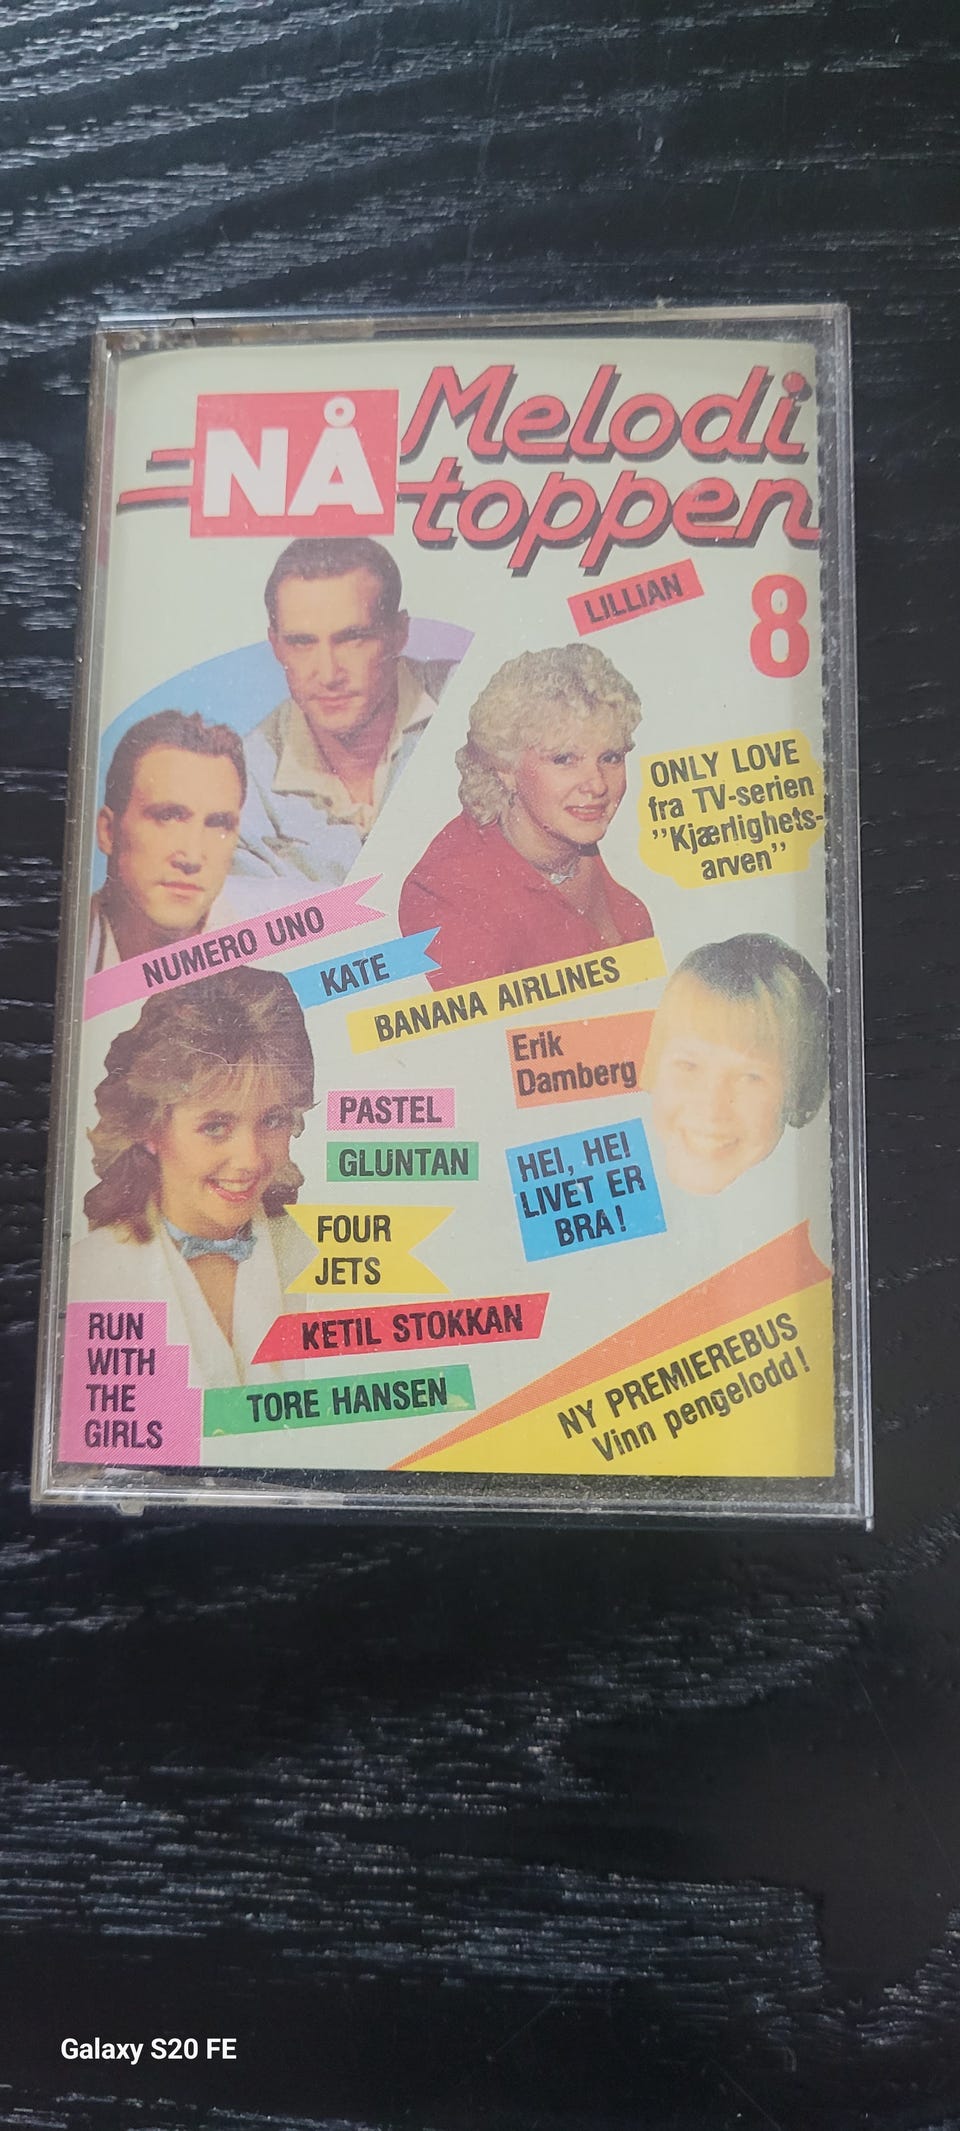 NÅ Melodi
toppen
8
LILLIAN
ONLY LOVE
fra TV-serien
"Kjærlighets-
arven"
NUMERO UNO
KATE
BANANA AIRLINES
Erik
Damberg
PASTEL
GLUNTAN
HEI, HEI
LIVET ER
BRA!
FOUR
JETS
KETIL STOKKAN
RUN
WITH
THE
GIRLS
TORE HANSEN
NY PREMIEREBUS
Vinn pengelodd!
Galaxy S20 FE